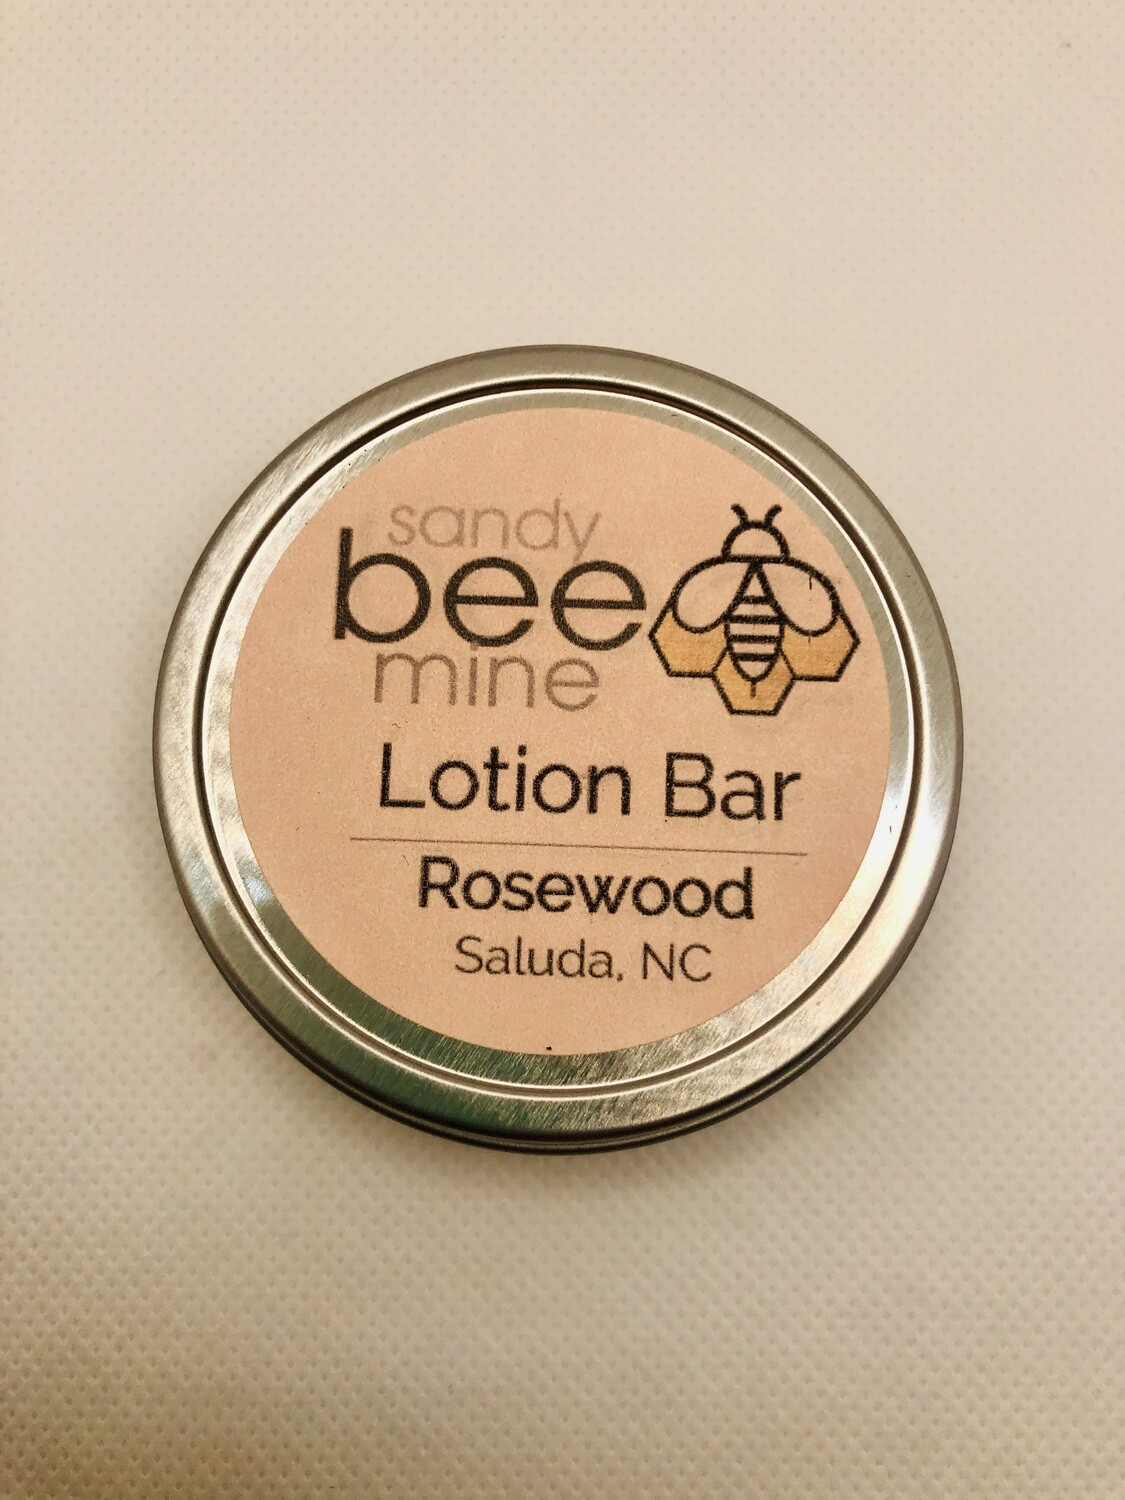 sandy
bee
mine
Lotion Bar
Rosewood
Saluda, NC